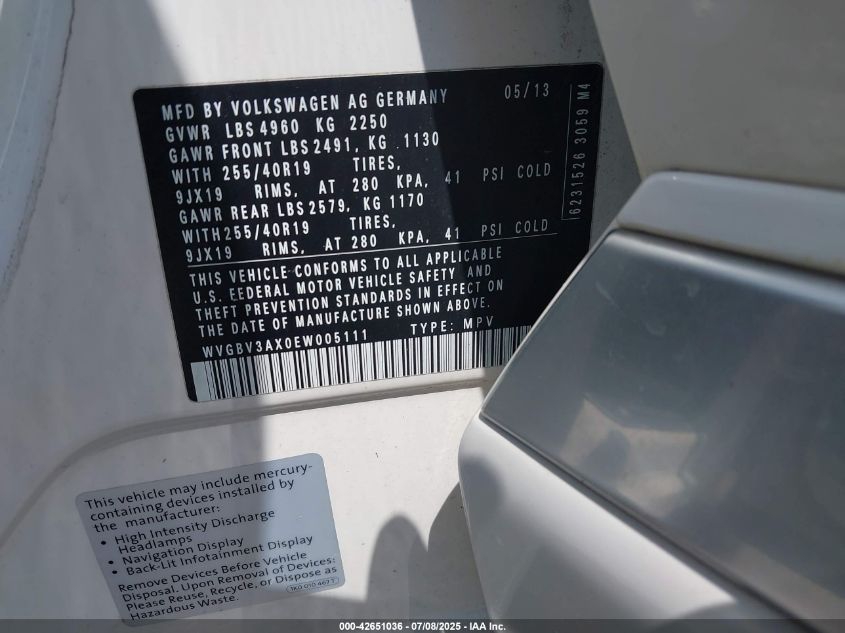 MFD BY VOLKSWAGEN AG GERMANY 05/13
GVWR LBS 4960 KG 2250
GAWR FRONT LBS 2491, KG 1130
WITH 255/40R19 TIRES,
9JX19 RIMS, AT 280 KPA, 41 PSI COLD
GAWR REAR LBS 2579, KG 1170
WITH 255/40R19 TIRES,
9JX19 RIMS, AT 280 KPA, 41 PSI COLD
THIS VEHICLE CONFORMS TO ALL APPLICABLE
U.S. FEDERAL MOTOR VEHICLE SAFETY AND
THEFT PREVENTION STANDARDS IN EFFECT ON
THE DATE OF MANUFACTURE SHOWN ABOVE.
WVGBV3AX0EW005111 TYPE: MPV
6231526 3059 M4
This vehicle may include mercury-
containing devices installed by
the manufacturer:
• High Intensity Discharge
Headlamps
• Navigation Display
• Back-Lit Infotainment Display
Remove Devices Before Vehicle
Disposal. Upon Removal of Devices:
Please Reuse, Recycle, or Dispose as
Hazardous Waste.
1K0 010 467 T
000-42651036 - 07/08/2025 - IAA Inc.